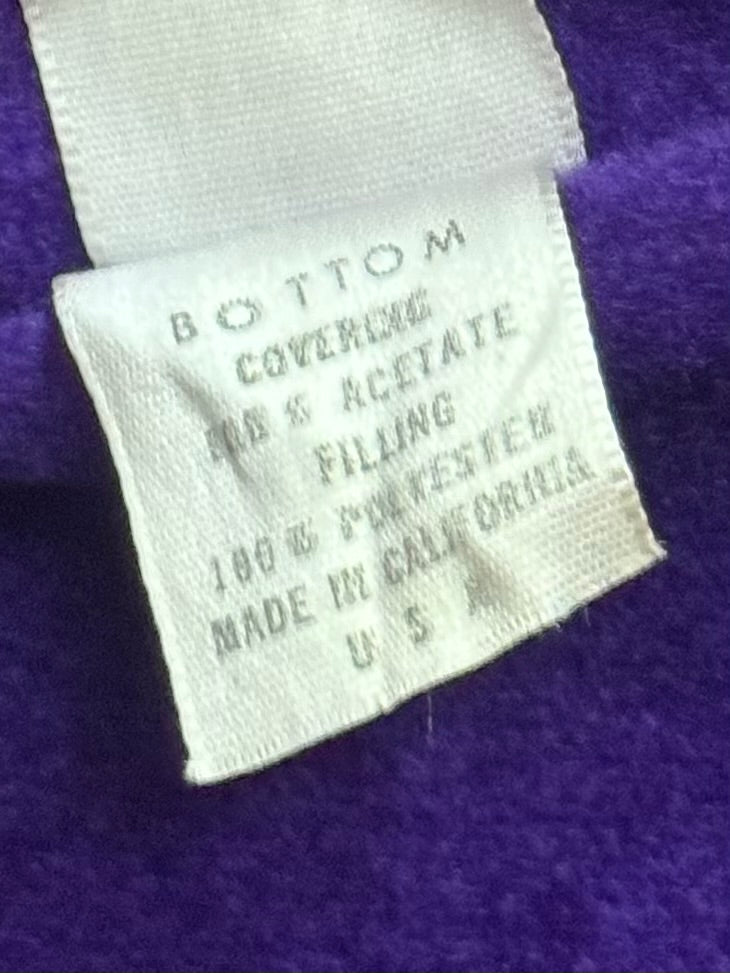 BOTTOM
COVERING
100 % ACETATE
FILLING
100 % POLYESTER
MADE IN CALIFORNIA
U S A